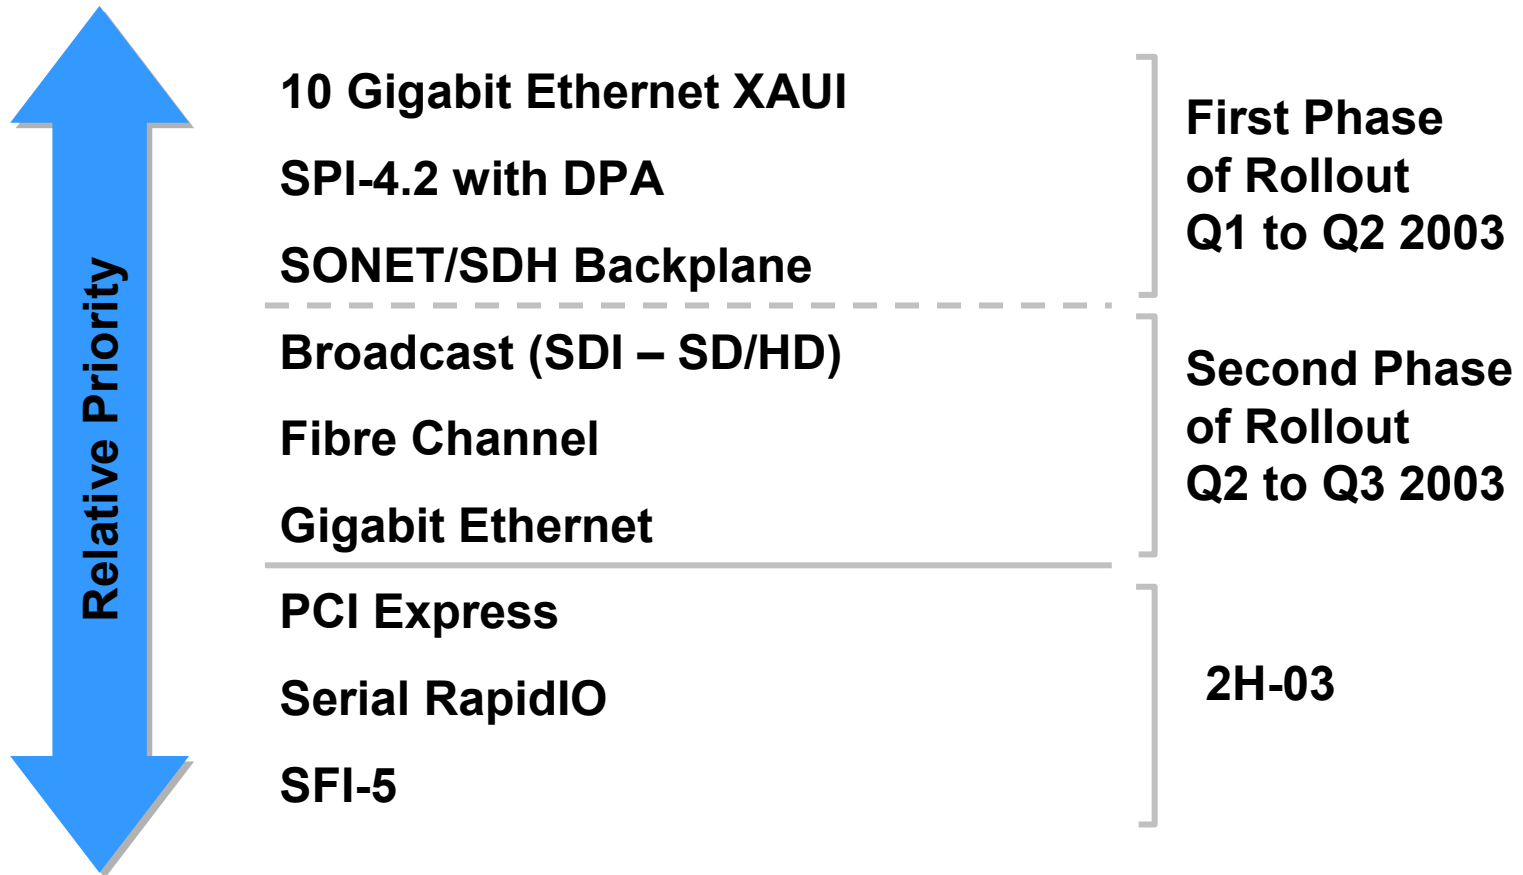 Relative Priority
10 Gigabit Ethernet XAUI
SPI-4.2 with DPA
SONET/SDH Backplane
First Phase
of Rollout
Q1 to Q2 2003
Broadcast (SDI – SD/HD)
Fibre Channel
Gigabit Ethernet
Second Phase
of Rollout
Q2 to Q3 2003
PCI Express
Serial RapidIO
SFI-5
2H-03